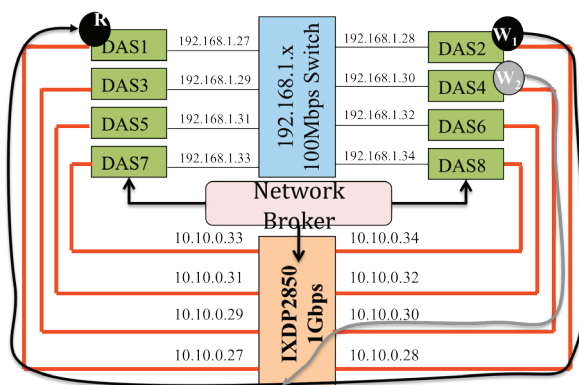 R
W1
DAS1
192.168.1.27
192.168.1.28
DAS2
W2
DAS3
192.168.1.29
192.168.1.30
DAS4
DAS5
192.168.1.31
192.168.1.32
DAS6
DAS7
192.168.1.33
192.168.1.34
DAS8
192.168.1.x
100Mbps Switch
Network
Broker
10.10.0.33
10.10.0.34
10.10.0.31
10.10.0.32
10.10.0.29
10.10.0.30
10.10.0.27
10.10.0.28
IXDP2850
1Gbps